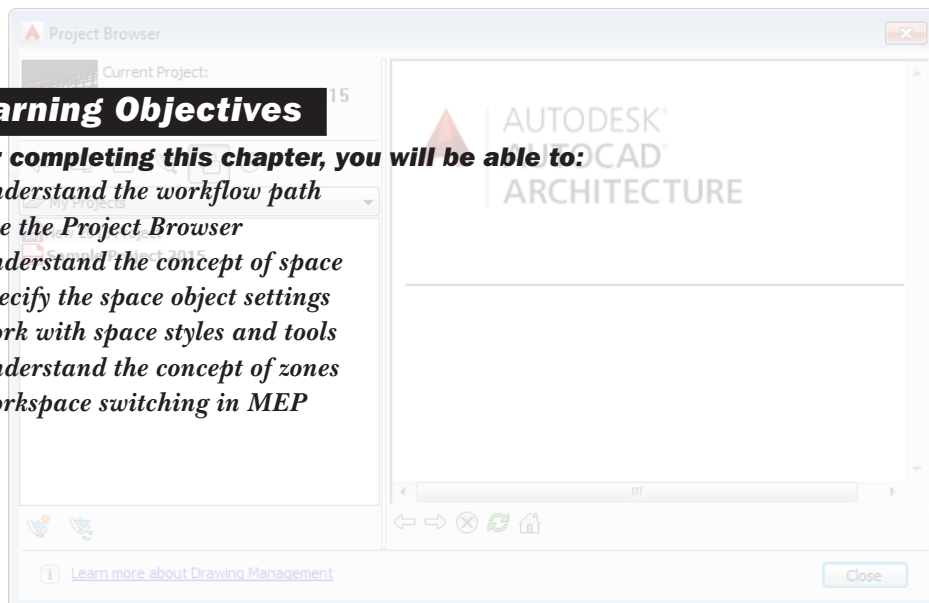 Project Browser
Current Project:
15
arning Objectives
completing this chapter, you will be able to:
nderstand the workflow path
My Projects
e the Project Browser
Project
nderstand the concept of space
Sample Project 2015
ecify the space object settings
ork with space styles and tools
nderstand the concept of zones
orkspace switching in MEP
AUTODESK®
AUTOCAD®
ARCHITECTURE
Learn more about Drawing Management
Close